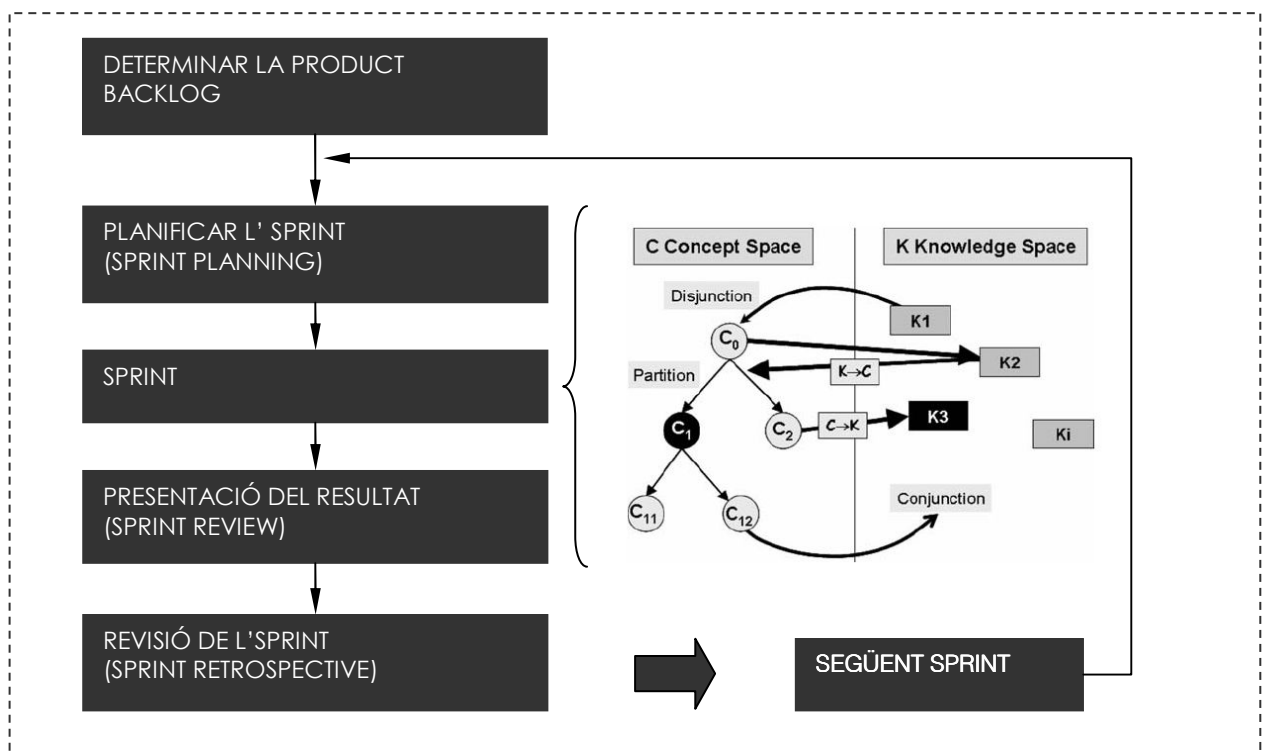 DETERMINAR LA PRODUCT
BACKLOG
PLANIFICAR L’ SPRINT
(SPRINT PLANNING)
SPRINT
PRESENTACIÓ DEL RESULTAT
(SPRINT REVIEW)
REVISIÓ DE L’SPRINT
(SPRINT RETROSPECTIVE)
C Concept Space
K Knowledge Space
Disjunction
K1
C0
K2
Partition
K→C
C1
C2
C→K
K3
Ki
C11
C12
Conjunction
SEGÜENT SPRINT